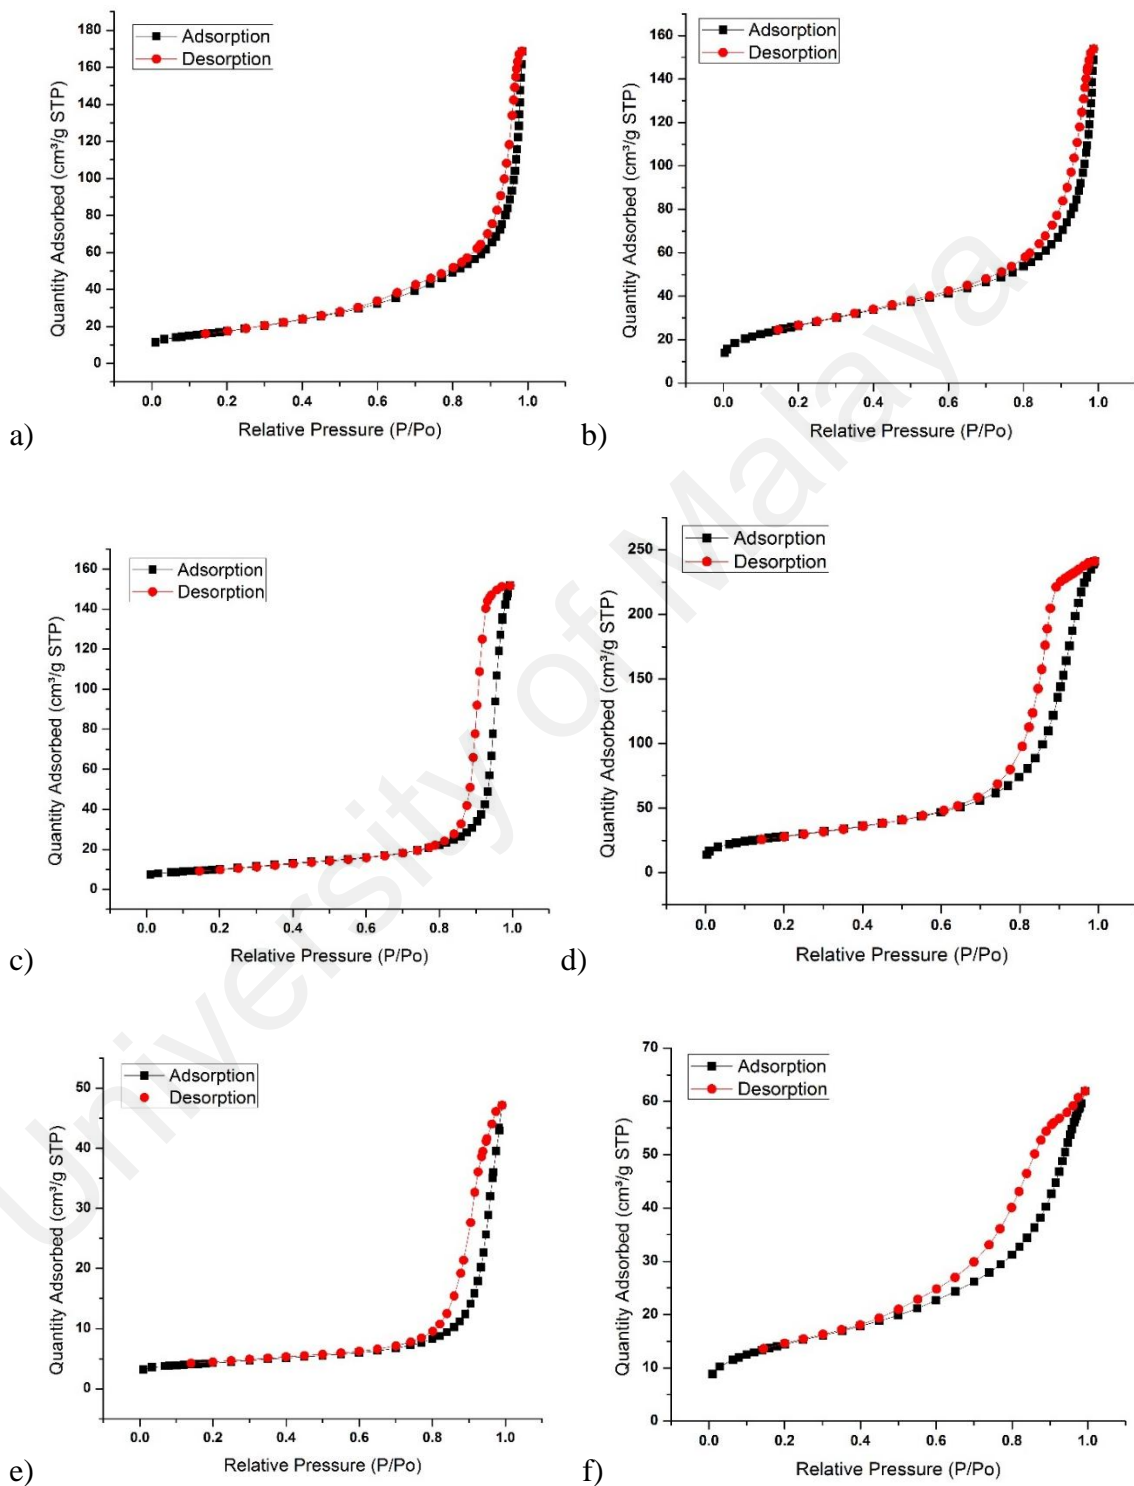 Adsorption
Desorption
Quantity Adsorbed (cm³/g STP)
180
160
140
120
100
80
60
40
20
0
0.0 0.2 0.4 0.6 0.8 1.0
Relative Pressure (P/Po)
a)
Adsorption
Desorption
Quantity Adsorbed (cm³/g STP)
160
140
120
100
80
60
40
20
0
0.0 0.2 0.4 0.6 0.8 1.0
Relative Pressure (P/Po)
b)
Adsorption
Desorption
Quantity Adsorbed (cm³/g STP)
160
140
120
100
80
60
40
20
0
0.0 0.2 0.4 0.6 0.8 1.0
Relative Pressure (P/Po)
c)
Adsorption
Desorption
Quantity Adsorbed (cm³/g STP)
250
200
150
100
50
0
0.0 0.2 0.4 0.6 0.8 1.0
Relative Pressure (P/Po)
d)
Adsorption
Desorption
Quantity Adsorbed (cm³/g STP)
50
40
30
20
10
0
0.0 0.2 0.4 0.6 0.8 1.0
Relative Pressure (P/Po)
e)
Adsorption
Desorption
Quantity Adsorbed (cm³/g STP)
70
60
50
40
30
20
10
0
0.0 0.2 0.4 0.6 0.8 1.0
Relative Pressure (P/Po)
f)
University of Malaya